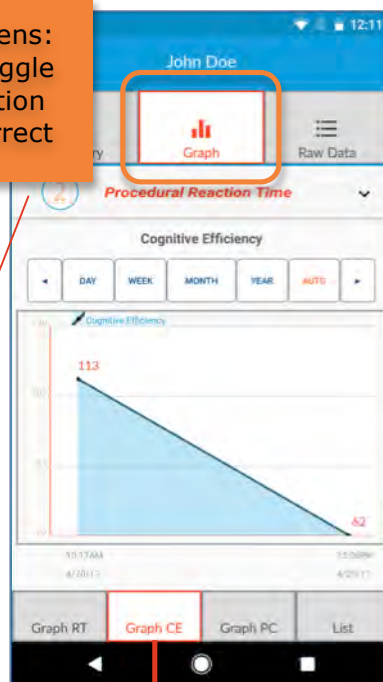 ens:
ggle
tion
rrect
12:11
John Doe
ry
Graph
Raw Data
2
Procedural Reaction Time
Cognitive Efficiency
DAY
WEEK
MONTH
YEAR
AUTO
Cognitive Efficiency
113
62
Graph RT
Graph CE
Graph PC
List